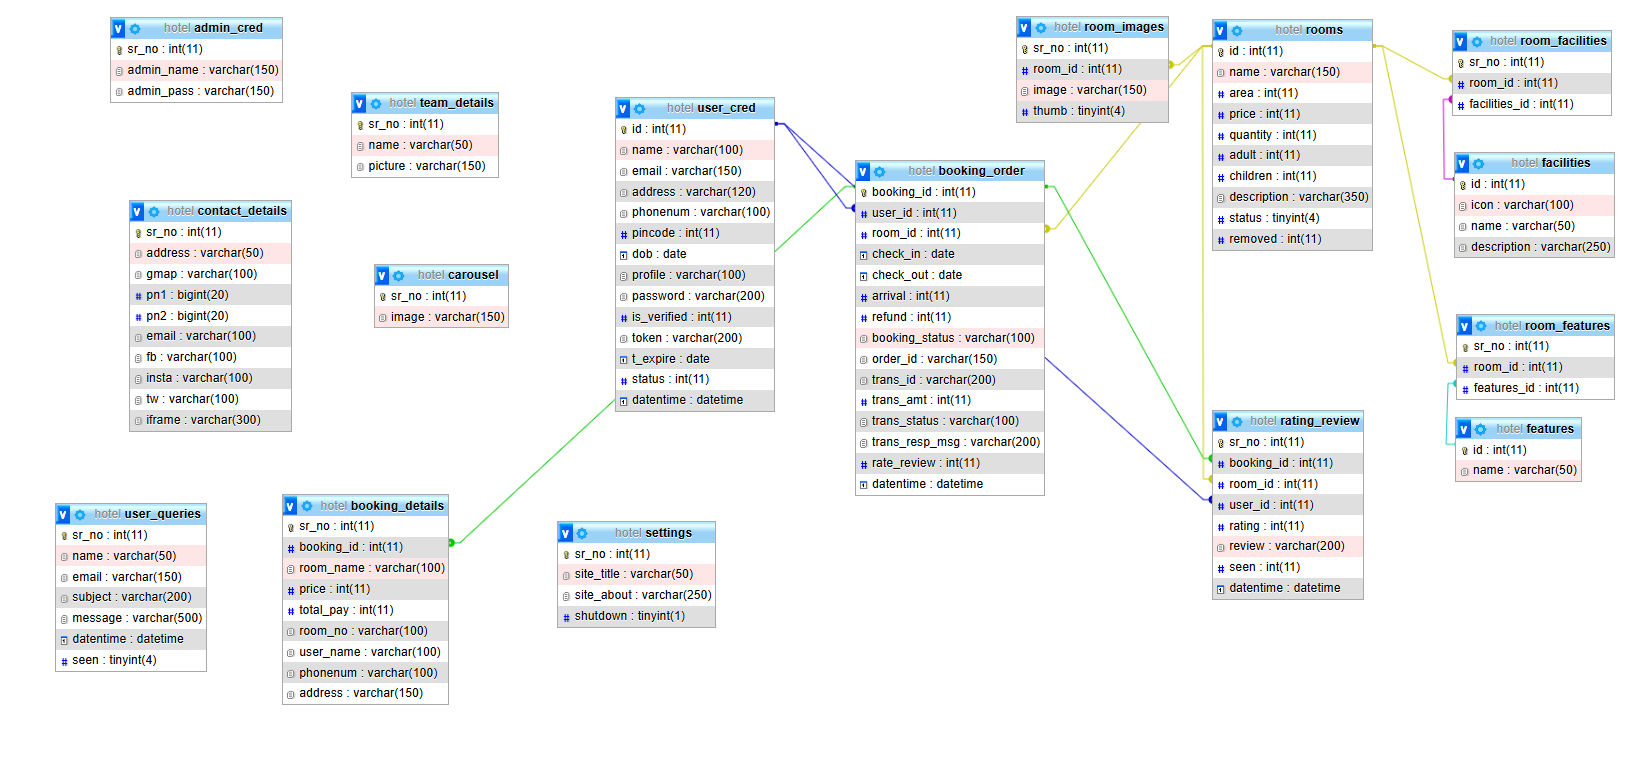 hotel admin_cred
sr_no : int(11)
admin_name : varchar(150)
admin_pass : varchar(150)
hotel team_details
sr_no : int(11)
name : varchar(50)
picture : varchar(150)
hotel contact_details
sr_no : int(11)
address : varchar(50)
gmap : varchar(100)
pn1 : bigint(20)
pn2 : bigint(20)
email : varchar(100)
fb : varchar(100)
insta : varchar(100)
tw : varchar(100)
iframe : varchar(300)
hotel carousel
sr_no : int(11)
image : varchar(150)
hotel user_queries
sr_no : int(11)
name : varchar(50)
email : varchar(150)
subject : varchar(200)
message : varchar(500)
datentime : datetime
seen : tinyint(4)
hotel booking_details
sr_no : int(11)
booking_id : int(11)
room_name : varchar(100)
price : int(11)
total_pay : int(11)
room_no : varchar(100)
user_name : varchar(100)
phonenum : varchar(100)
address : varchar(150)
hotel user_cred
id : int(11)
name : varchar(100)
email : varchar(150)
address : varchar(120)
phonenum : varchar(100)
pincode : int(11)
dob : date
profile : varchar(100)
password : varchar(200)
is_verified : int(11)
token : varchar(200)
t_expire : date
status : int(11)
datentime : datetime
hotel settings
sr_no : int(11)
site_title : varchar(50)
site_about : varchar(250)
shutdown : tinyint(1)
hotel booking_order
booking_id : int(11)
user_id : int(11)
room_id : int(11)
check_in : date
check_out : date
arrival : int(11)
refund : int(11)
booking_status : varchar(100)
order_id : varchar(150)
trans_id : varchar(200)
trans_amt : int(11)
trans_status : varchar(100)
trans_resp_msg : varchar(200)
rate_review : int(11)
datentime : datetime
hotel room_images
sr_no : int(11)
room_id : int(11)
image : varchar(150)
thumb : tinyint(4)
hotel rooms
id : int(11)
name : varchar(150)
area : int(11)
price : int(11)
quantity : int(11)
adult : int(11)
children : int(11)
description : varchar(350)
status : tinyint(4)
removed : int(11)
hotel rating_review
sr_no : int(11)
booking_id : int(11)
room_id : int(11)
user_id : int(11)
rating : int(11)
review : varchar(200)
seen : int(11)
datentime : datetime
hotel room_facilities
sr_no : int(11)
room_id : int(11)
facilities_id : int(11)
hotel facilities
id : int(11)
icon : varchar(100)
name : varchar(50)
description : varchar(250)
hotel room_features
sr_no : int(11)
room_id : int(11)
features_id : int(11)
hotel features
id : int(11)
name : varchar(50)